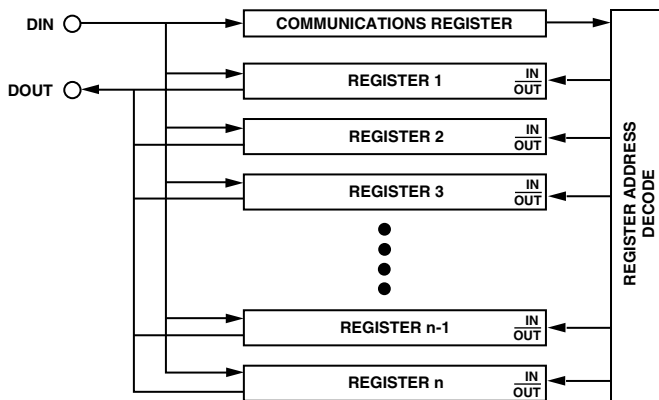 DIN
COMMUNICATIONS REGISTER
DOUT
REGISTER 1
IN
OUT
REGISTER 2
IN
OUT
REGISTER 3
IN
OUT
REGISTER n-1
IN
OUT
REGISTER n
IN
OUT
REGISTER ADDRESS
DECODE